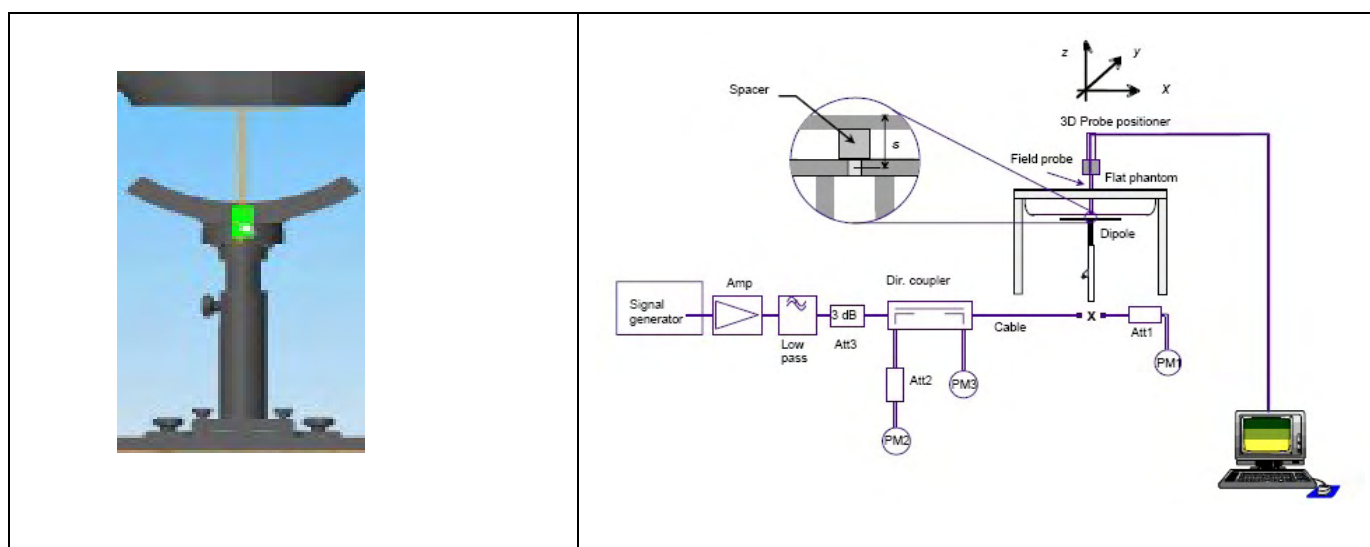 z
y
X
Spacer
s
3D Probe positioner
Field probe
Flat phantom
Dipole
Signal
generator
Amp
Low
pass
3 dB
Att3
Dir. coupler
Cable
X
Att1
PM1
Att2
PM3
PM2